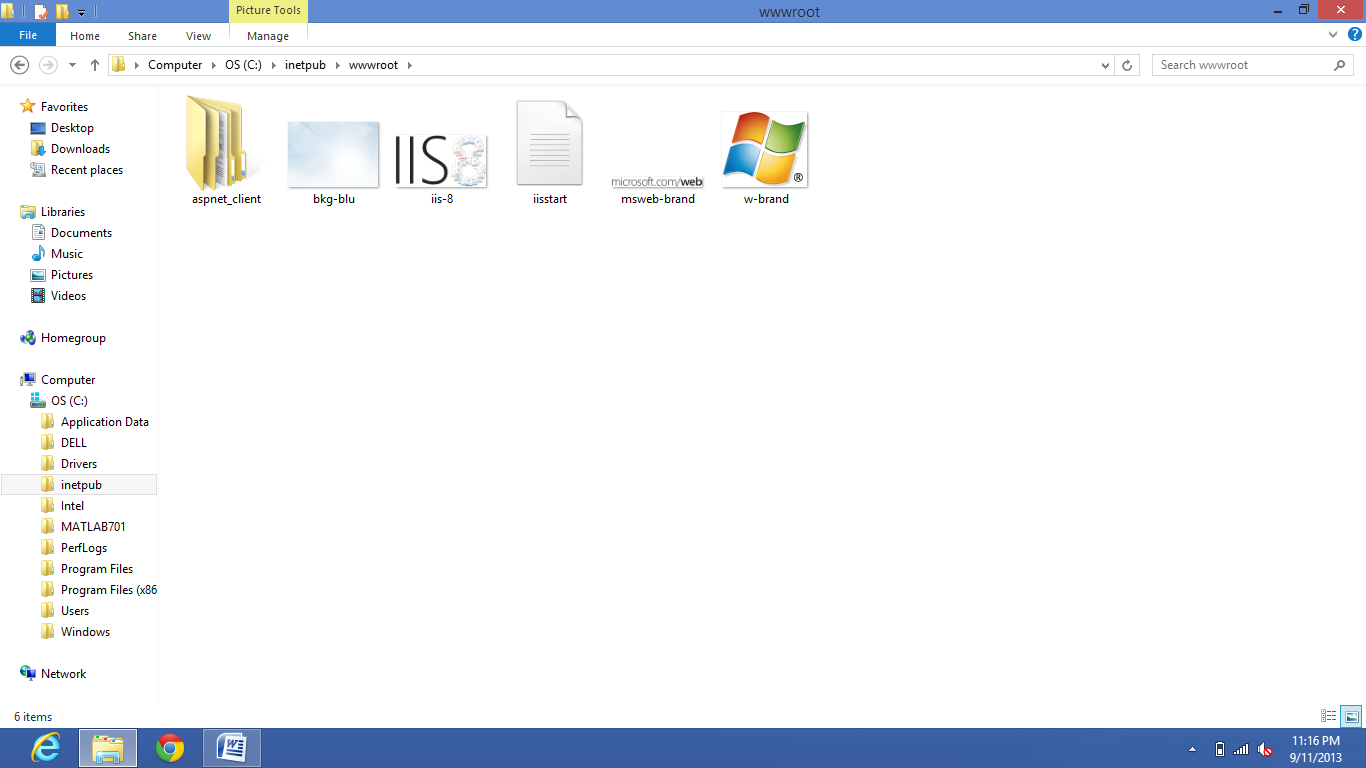 Picture Tools
wwwroot
File
Home
Share
View
Manage
?
Computer
OS (C:)
inetpub
wwwroot
Search wwwroot
Favorites
Desktop
Downloads
Recent places
Libraries
Documents
Music
Pictures
Videos
Homegroup
Computer
OS (C:)
Application Data
DELL
Drivers
inetpub
Intel
MATLAB701
PerfLogs
Program Files
Program Files (x86
Users
Windows
Network
IIS8
microsoft.com/web
®
aspnet_client
bkg-blu
iis-8
iisstart
msweb-brand
w-brand
6 items
W
11:16 PM
9/11/2013